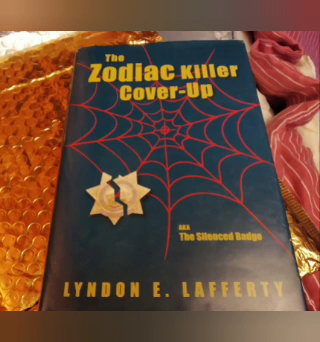 The
Zodiac Killer
Cover-Up
AKA
The Silenced Badge
LYNDON E. LAFFERTY